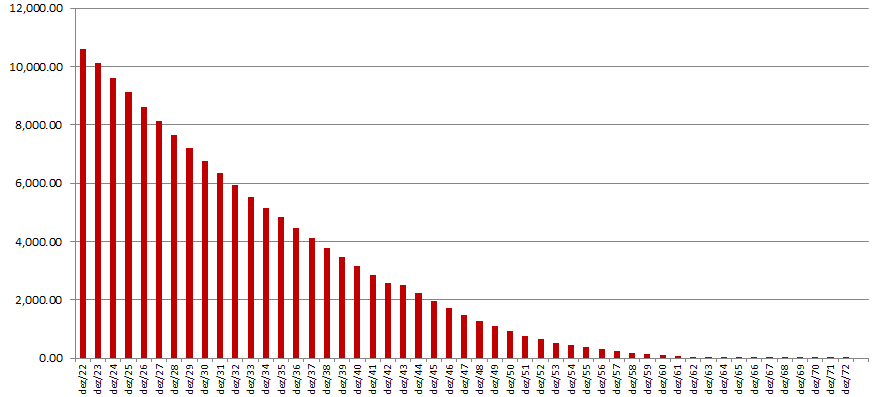 12,000.00
10,000.00
8,000.00
6,000.00
4,000.00
2,000.00
0.00
dez/22
dez/23
dez/24
dez/25
dez/26
dez/27
dez/28
dez/29
dez/30
dez/31
dez/32
dez/33
dez/34
dez/35
dez/36
dez/37
dez/38
dez/39
dez/40
dez/41
dez/42
dez/43
dez/44
dez/45
dez/46
dez/47
dez/48
dez/49
dez/50
dez/51
dez/52
dez/53
dez/54
dez/55
dez/56
dez/57
dez/58
dez/59
dez/60
dez/61
dez/62
dez/63
dez/64
dez/65
dez/66
dez/67
dez/68
dez/69
dez/70
dez/71
dez/72